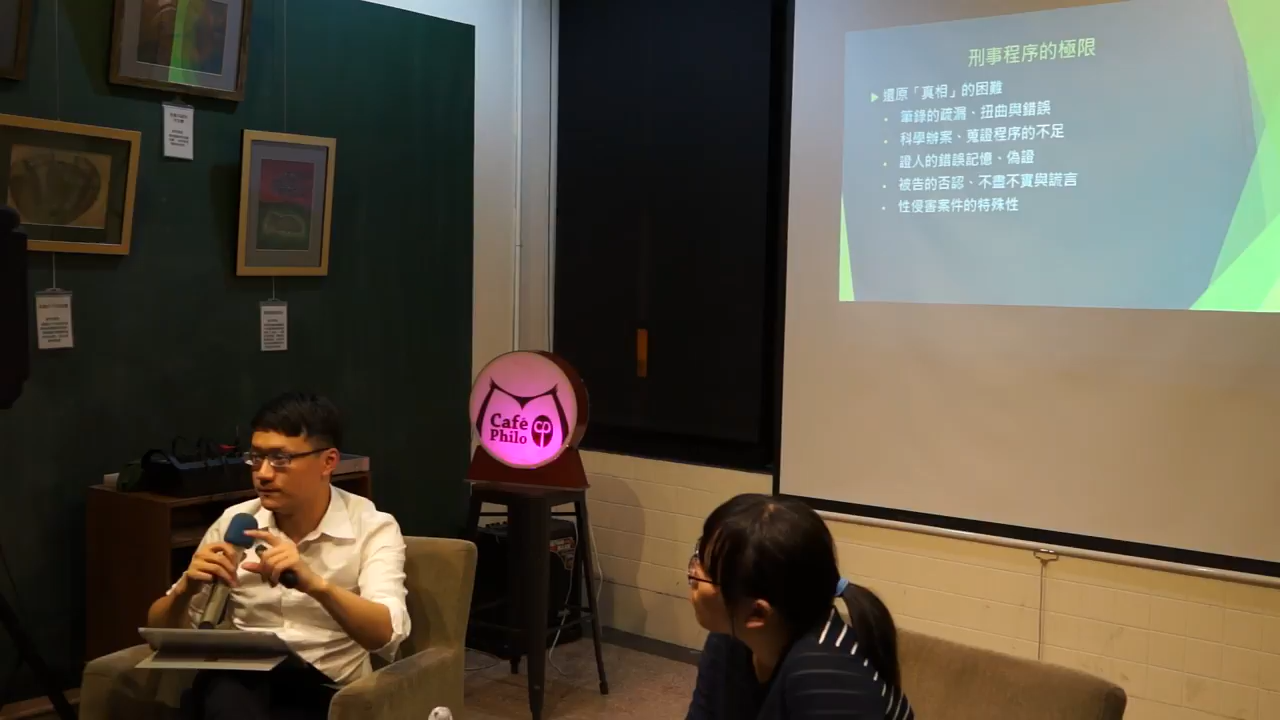 刑事程序的極限
還原「真相」的困難
筆錄的疏漏、扭曲與錯誤
科學辦案、蒐證程序的不足
證人的錯誤記憶、偽證
被告的否認、不盡不實與謊言
性侵害案件的特殊性
Café
Philo
cp